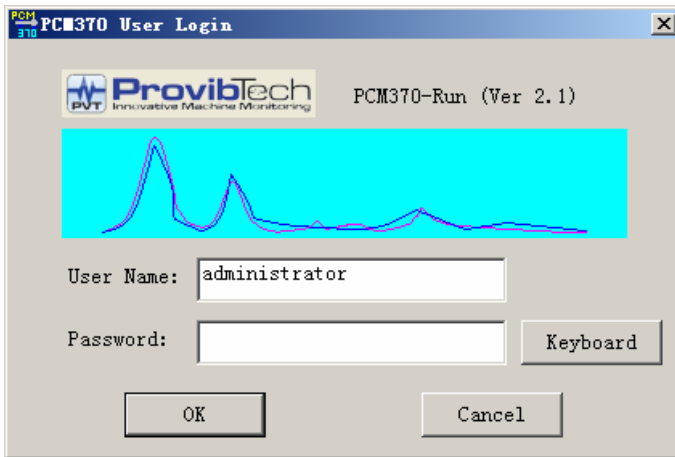 PCM
370
PCM370 User Login
PVT
ProvibTech
Innovative Machine Monitoring
PCM370-Run (Ver 2.1)
User Name: administrator
Password:
Keyboard
OK
Cancel